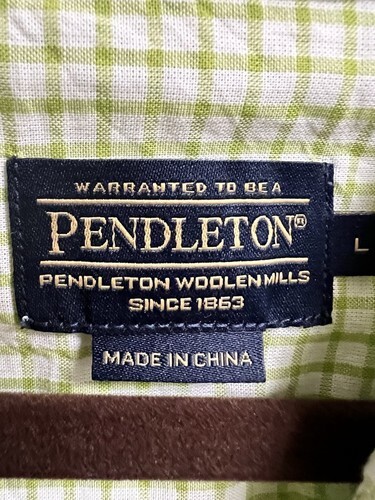 WARRANTED TO BE A
PENDLETON®
L
PENDLETON WOOLEN MILLS
SINCE 1863
MADE IN CHINA